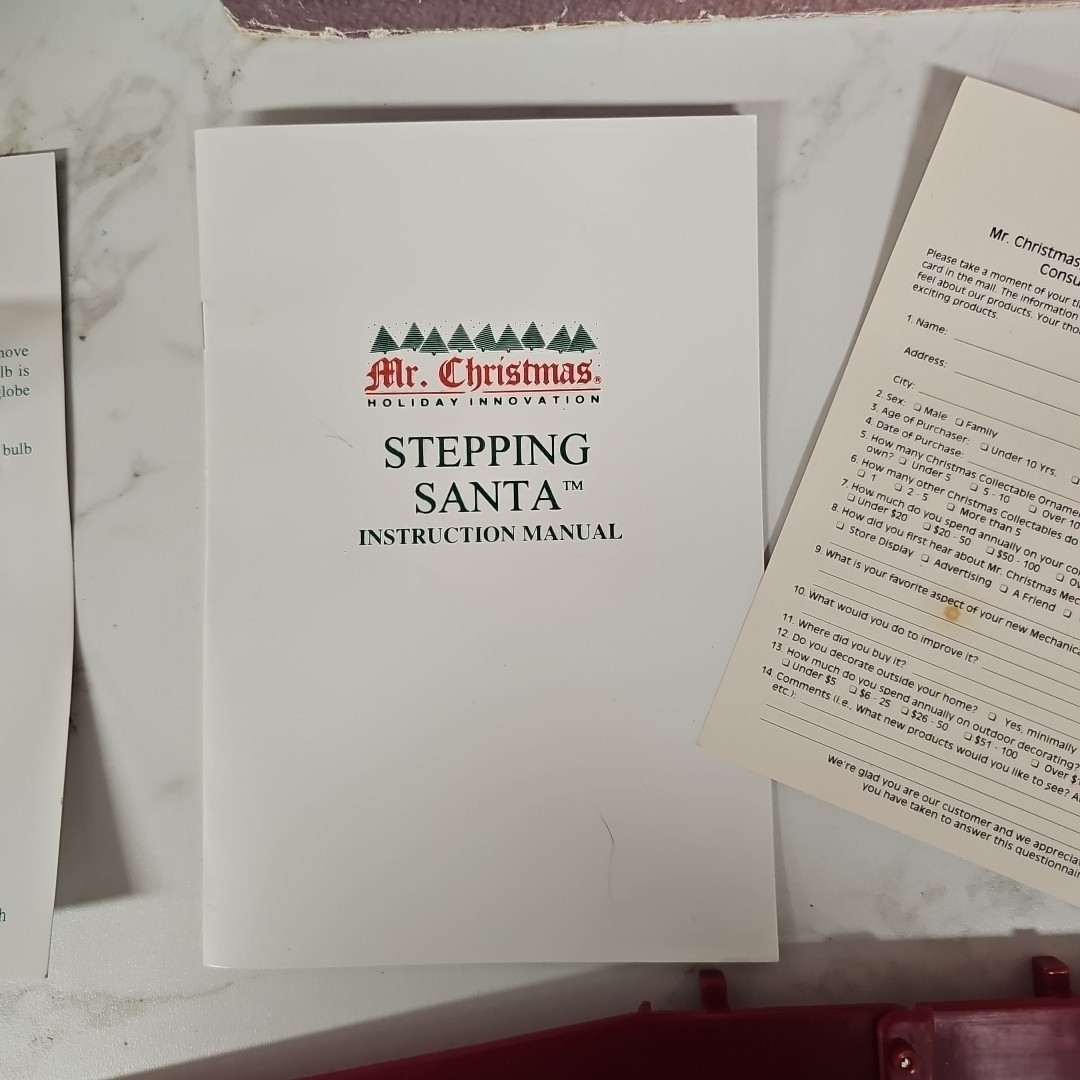 nove
lb is
globe
bulb
h
Mr. Christmas®
HOLIDAY INNOVATION
STEPPING
SANTA™
INSTRUCTION MANUAL
Mr. Christmas
Consu
Please take a moment of your ti
card in the mail. The information
feel about our products. Your tho
exciting products.
1. Name:
Address:
City:
2. Sex: ❏ Male ❏ Family
3. Age of Purchaser: ❏ Under 10 Yrs. ❏
4. Date of Purchase:
5. How many Christmas Collectable Orname
own? ❏ Under 5 ❏ 5 - 10 ❏ Over 10
6. How many other Christmas Collectables do
❏ 1 ❏ 2 - 5 ❏ More than 5
7. How much do you spend annually on your co
❏ Under $20 ❏ $20 - 50 ❏ $50 - 100 ❏ Ov
8. How did you first hear about Mr. Christmas Mec
❏ Store Display ❏ Advertising ❏ A Friend ❏
9. What is your favorite aspect of your new Mechanica
10. What would you do to improve it?
11. Where did you buy it?
12. Do you decorate outside your home? ❏ Yes, minimally
13. How much do you spend annually on outdoor decorating?
❏ Under $5 ❏ $6 - 25 ❏ $26 - 50 ❏ $51 - 100 ❏ Over $1
14. Comments (i.e., What new products would you like to see? A
etc.):
We're glad you are our customer and we apprecia
you have taken to answer this questionnair